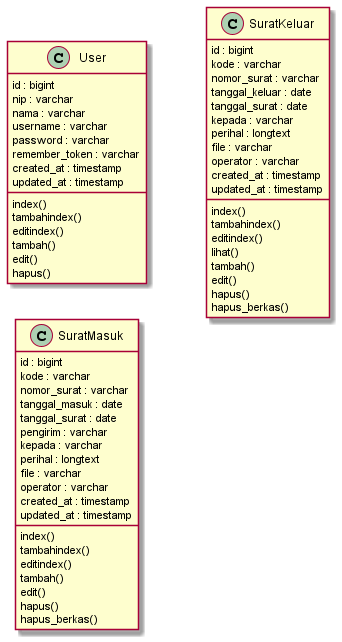 C User
id : bigint
nip : varchar
nama : varchar
username : varchar
password : varchar
remember_token : varchar
created_at : timestamp
updated_at : timestamp
index()
tambahindex()
editindex()
tambah()
edit()
hapus()
C SuratKeluar
id : bigint
kode : varchar
nomor_surat : varchar
tanggal_keluar : date
tanggal_surat : date
kepada : varchar
perihal : longtext
file : varchar
operator : varchar
created_at : timestamp
updated_at : timestamp
index()
tambahindex()
editindex()
lihat()
tambah()
edit()
hapus()
hapus_berkas()
C SuratMasuk
id : bigint
kode : varchar
nomor_surat : varchar
tanggal_masuk : date
tanggal_surat : date
pengirim : varchar
kepada : varchar
perihal : longtext
file : varchar
operator : varchar
created_at : timestamp
updated_at : timestamp
index()
tambahindex()
editindex()
tambah()
edit()
hapus()
hapus_berkas()